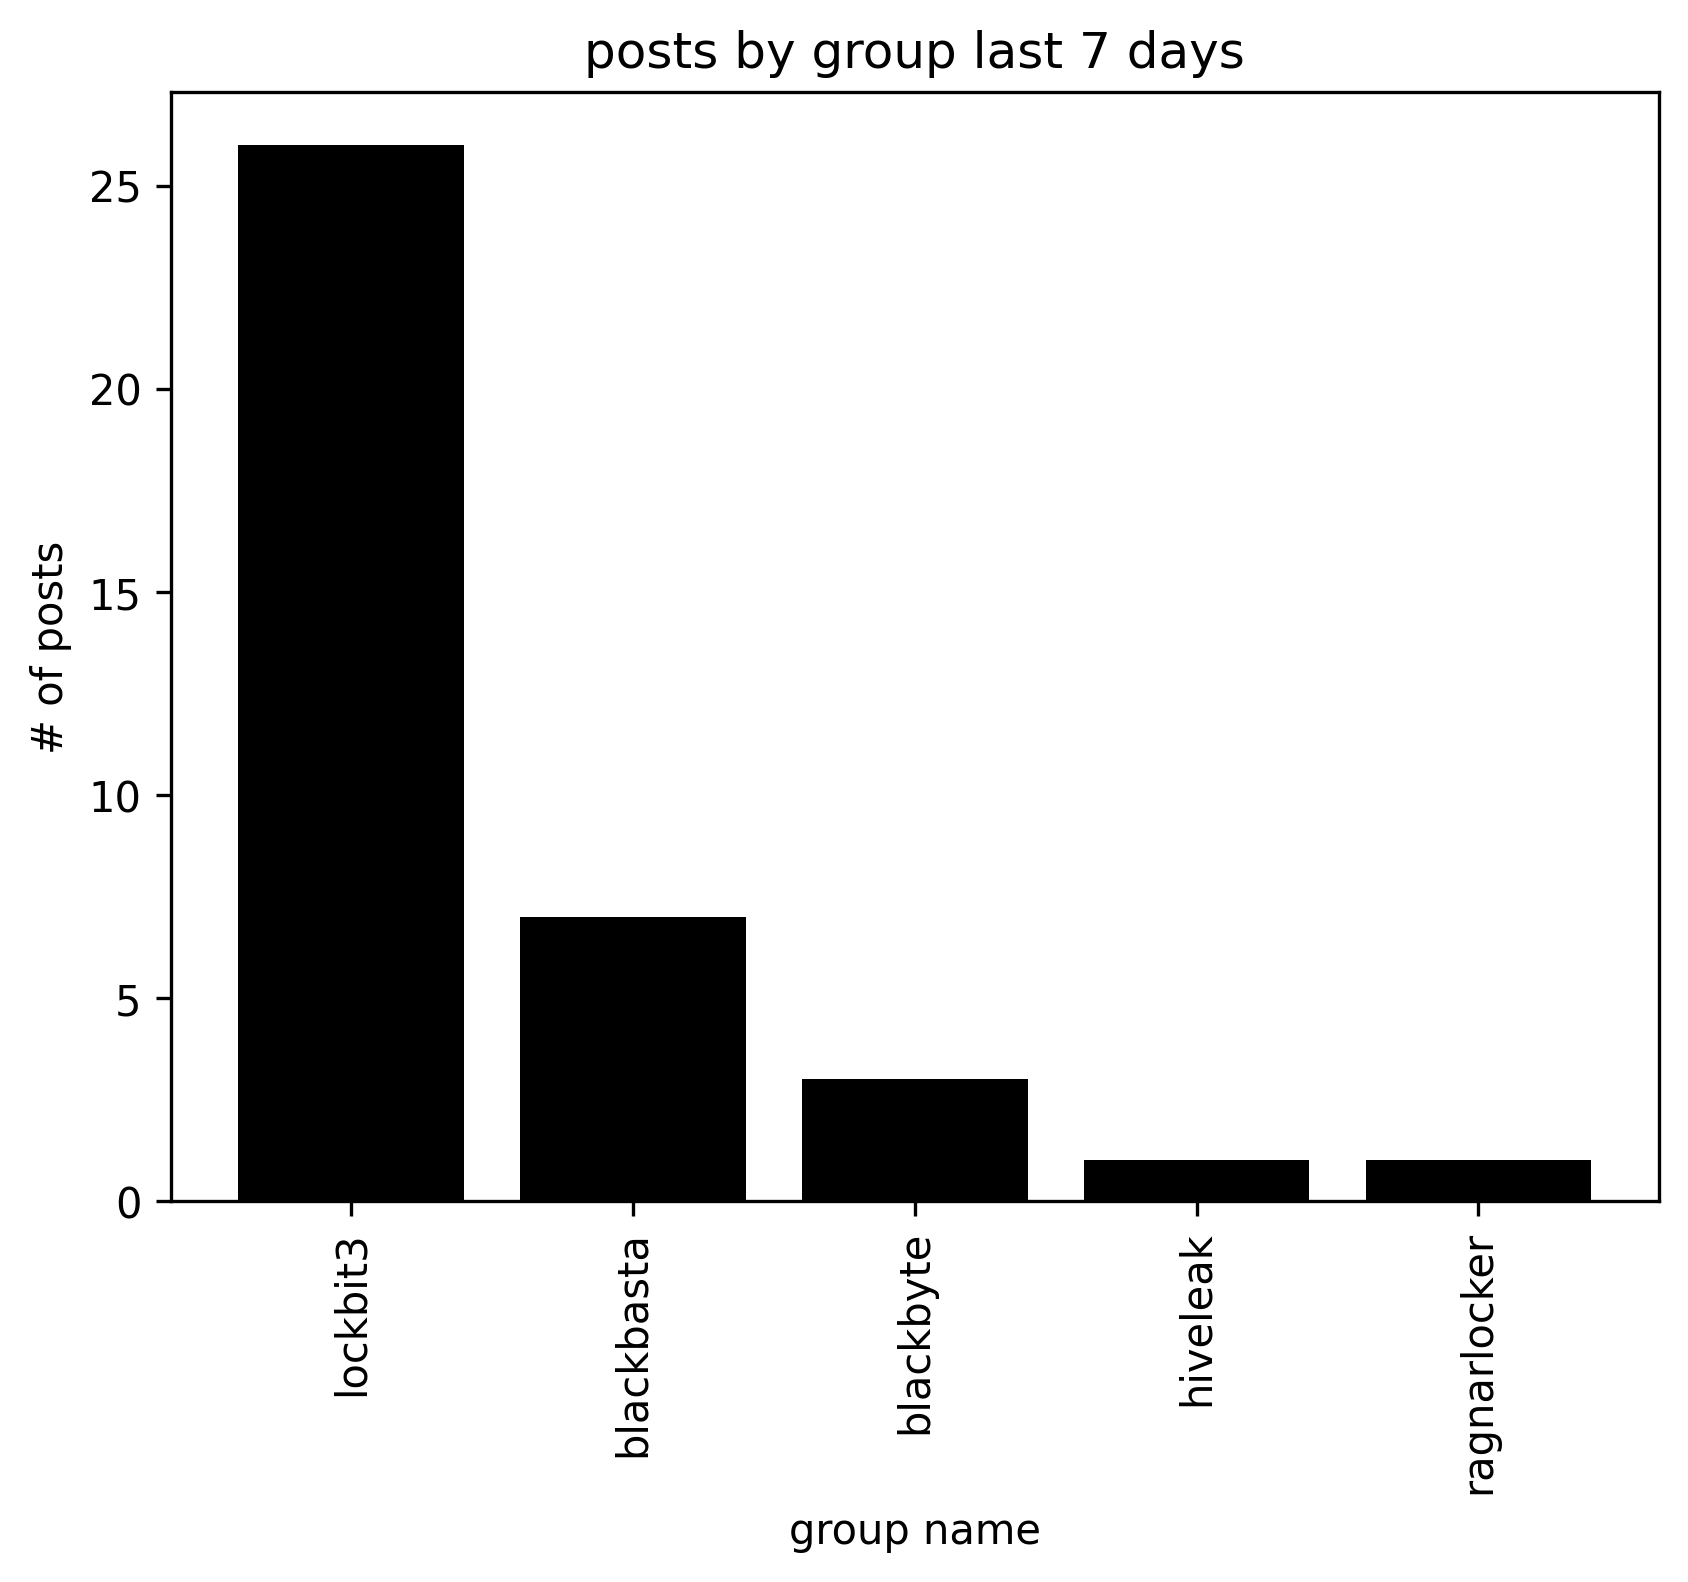 posts by group last 7 days
# of posts
25
20
15
10
5
0
lockbit3
blackbasta
blackbyte
hiveleak
ragnarlocker
group name